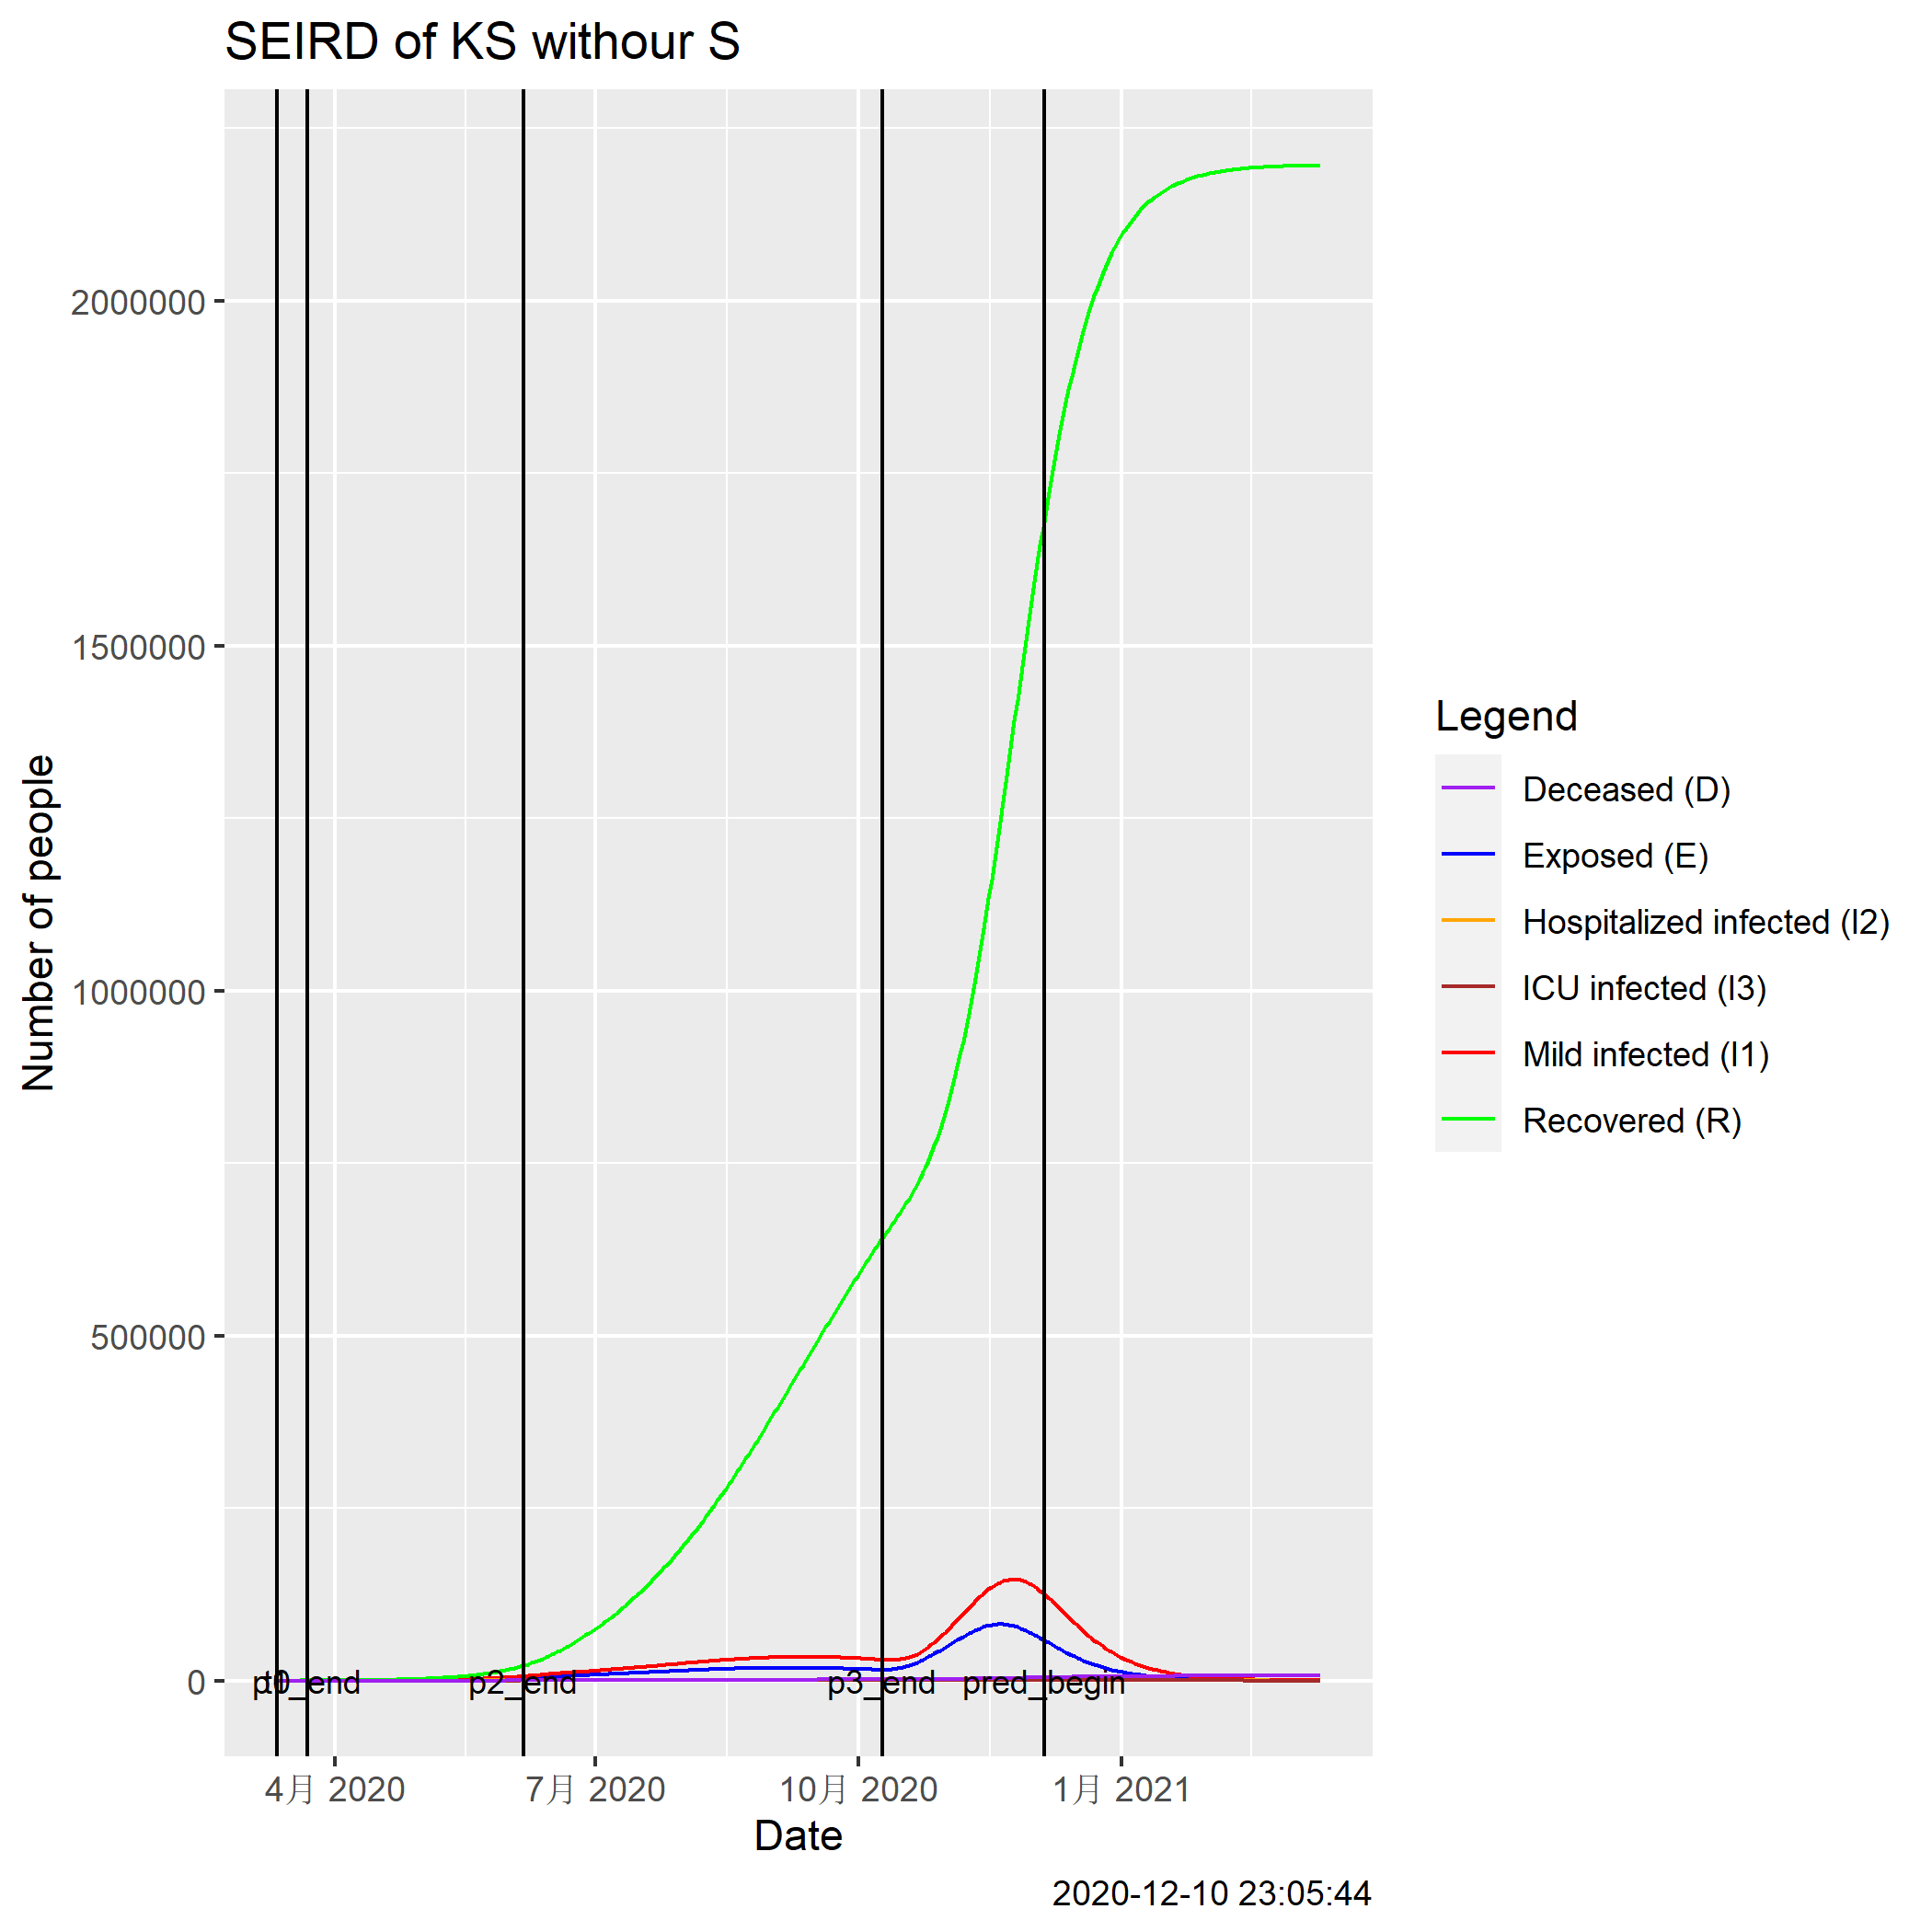 SEIRD of KS withour S
Number of people
2000000
1500000
1000000
500000
0
p2_end
p3_end
pred_begin
4月 2020
7月 2020
10月 2020
1月 2021
Date
Legend
Deceased (D)
Exposed (E)
Hospitalized infected (I2)
ICU infected (I3)
Mild infected (I1)
Recovered (R)
2020-12-10 23:05:44